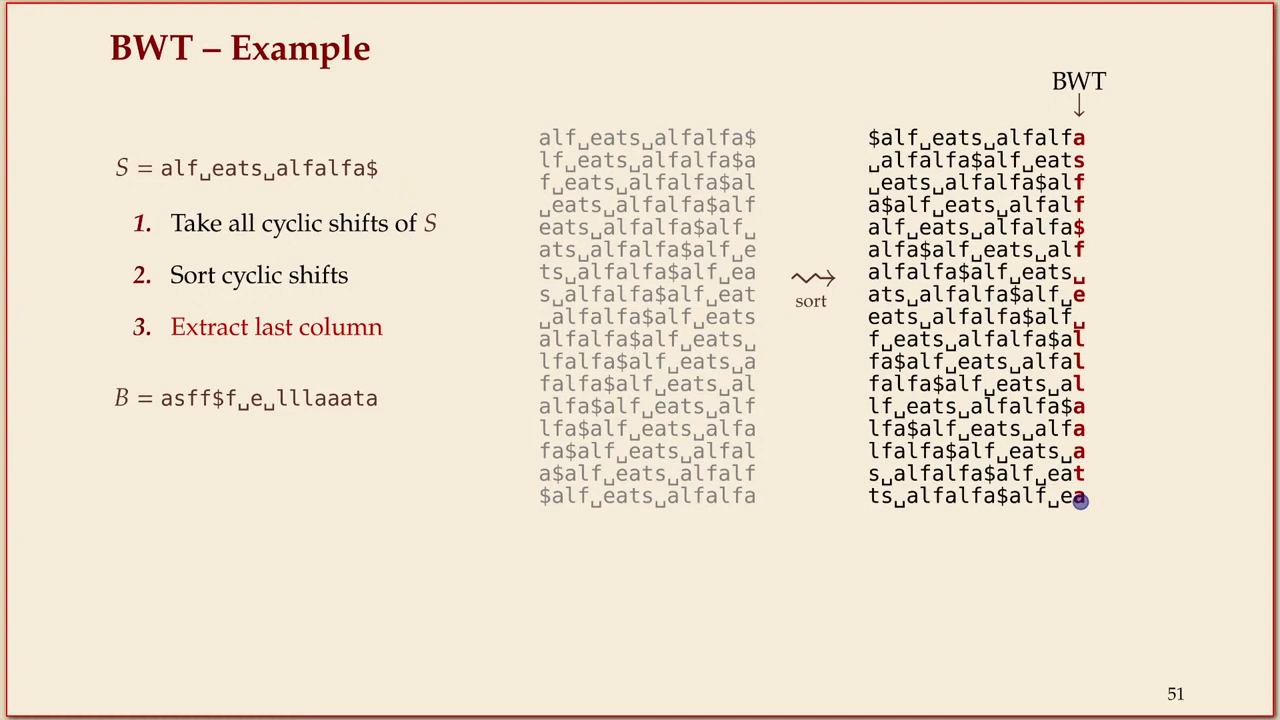 BWT – Example
BWT
↓
S = alf␣eats␣alfalfa$
1. Take all cyclic shifts of S
2. Sort cyclic shifts
3. Extract last column
B = asff$f␣e␣lllaaata
alf␣eats␣alfalfa$
lf␣eats␣alfalfa$a
f␣eats␣alfalfa$al
␣eats␣alfalfa$alf
eats␣alfalfa$alf␣
ats␣alfalfa$alf␣e
ts␣alfalfa$alf␣ea
s␣alfalfa$alf␣eat
␣alfalfa$alf␣eats
alfalfa$alf␣eats␣
lfalfa$alf␣eats␣a
falfa$alf␣eats␣al
alfa$alf␣eats␣alf
lfa$alf␣eats␣alfa
fa$alf␣eats␣alfal
a$alf␣eats␣alfalf
$alf␣eats␣alfalfa
sort
$alf␣eats␣alfalfa
␣alfalfa$alf␣eats
␣eats␣alfalfa$alf
a$alf␣eats␣alfalf
alf␣eats␣alfalfa$
alfa$alf␣eats␣alf
alfalfa$alf␣eats␣
ats␣alfalfa$alf␣e
eats␣alfalfa$alf␣
f␣eats␣alfalfa$al
fa$alf␣eats␣alfal
falfa$alf␣eats␣al
lf␣eats␣alfalfa$a
lfa$alf␣eats␣alfa
lfalfa$alf␣eats␣a
s␣alfalfa$alf␣eat
ts␣alfalfa$alf␣ea
51